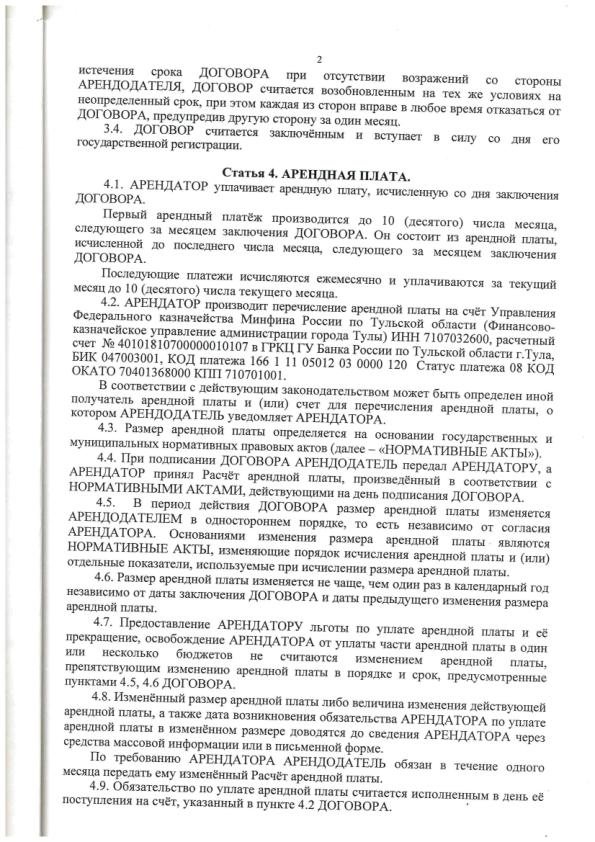 2
истечения срока ДОГОВОРА при отсутствии возражений со стороны
АРЕНДОДАТЕЛЯ, ДОГОВОР считается возобновленным на тех же условиях на
неопределенный срок, при этом каждая из сторон вправе в любое время отказаться от
ДОГОВОРА, предупредив другую сторону за один месяц.
3.4. ДОГОВОР считается заключённым и вступает в силу со дня его
государственной регистрации.
Статья 4. АРЕНДНАЯ ПЛАТА.
4.1. АРЕНДАТОР уплачивает арендную плату, исчисленную со дня заключения
ДОГОВОРА.
Первый арендный платёж производится до 10 (десятого) числа месяца,
следующего за месяцем заключения ДОГОВОРА. Он состоит из арендной платы,
исчисленной до последнего числа месяца, следующего за месяцем заключения
ДОГОВОРА.
Последующие платежи исчисляются ежемесячно и уплачиваются за текущий
месяц до 10 (десятого) числа текущего месяца.
4.2. АРЕНДАТОР производит перечисление арендной платы на счёт Управления
Федерального казначейства Минфина России по Тульской области (Финансово-
казначейское управление администрации города Тулы) ИНН 7107032600, расчетный
счет № 40101810700000010107 в ГРКЦ ГУ Банка России по Тульской области г.Тула,
БИК 047003001, КОД платежа 166 1 11 05012 03 0000 120 Статус платежа 08 КОД
ОКАТО 70401368000 КПП 710701001.
В соответствии с действующим законодательством может быть определен иной
получатель арендной платы и (или) счет для перечисления арендной платы, о
котором АРЕНДОДАТЕЛЬ уведомляет АРЕНДАТОРА.
4.3. Размер арендной платы определяется на основании государственных и
муниципальных нормативных правовых актов (далее – «НОРМАТИВНЫЕ АКТЫ»).
4.4. При подписании ДОГОВОРА АРЕНДОДАТЕЛЬ передал АРЕНДАТОРУ, а
АРЕНДАТОР принял Расчёт арендной платы, произведённый в соответствии с
НОРМАТИВНЫМИ АКТАМИ, действующими на день подписания ДОГОВОРА.
4.5. В период действия ДОГОВОРА размер арендной платы изменяется
АРЕНДОДАТЕЛЕМ в одностороннем порядке, то есть независимо от согласия
АРЕНДАТОРА. Основаниями изменения размера арендной платы являются
НОРМАТИВНЫЕ АКТЫ, изменяющие порядок исчисления арендной платы и (или)
отдельные показатели, используемые при исчислении размера арендной платы.
4.6. Размер арендной платы изменяется не чаще, чем один раз в календарный год
независимо от даты заключения ДОГОВОРА и даты предыдущего изменения размера
арендной платы.
4.7. Предоставление АРЕНДАТОРУ льготы по уплате арендной платы и её
прекращение, освобождение АРЕНДАТОРА от уплаты части арендной платы в один
или несколько бюджетов не считаются изменением арендной платы,
препятствующим изменению арендной платы в порядке и срок, предусмотренные
пунктами 4.5, 4.6 ДОГОВОРА.
4.8. Изменённый размер арендной платы либо величина изменения действующей
арендной платы, а также дата возникновения обязательства АРЕНДАТОРА по уплате
арендной платы в изменённом размере доводятся до сведения АРЕНДАТОРА через
средства массовой информации или в письменной форме.
По требованию АРЕНДАТОРА АРЕНДОДАТЕЛЬ обязан в течение одного
месяца передать ему изменённый Расчёт арендной платы.
4.9. Обязательство по уплате арендной платы считается исполненным в день её
поступления на счёт, указанный в пункте 4.2 ДОГОВОРА.